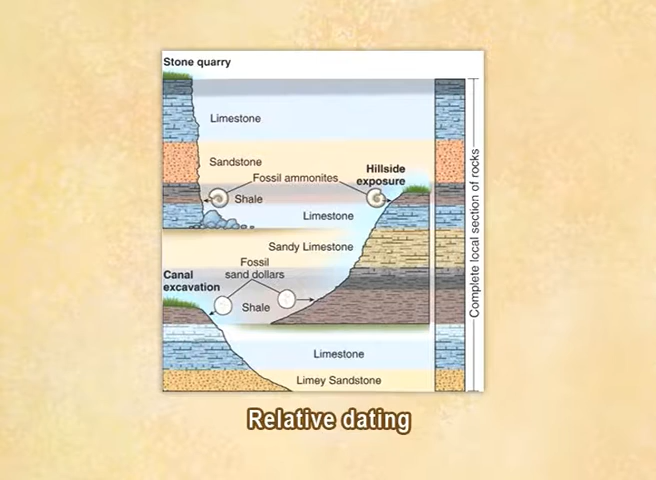 Stone quarry
Limestone
Sandstone
Fossil ammonites
Hillside
exposure
Shale
Limestone
Sandy Limestone
Fossil
sand dollars
Canal
excavation
Shale
Limestone
Limey Sandstone
Complete local section of rocks
Relative dating